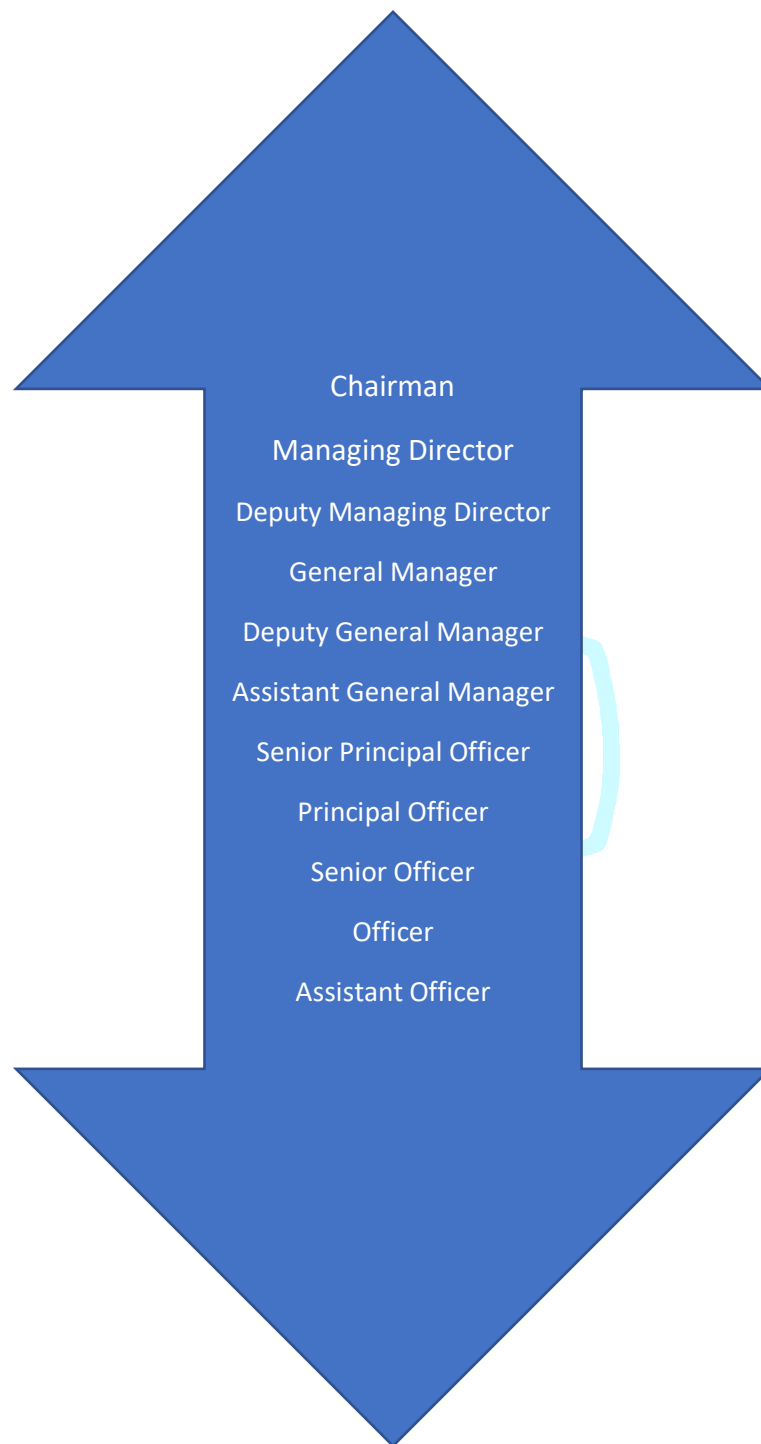 Chairman
Managing Director
Deputy Managing Director
General Manager
Deputy General Manager
Assistant General Manager
Senior Principal Officer
Principal Officer
Senior Officer
Officer
Assistant Officer